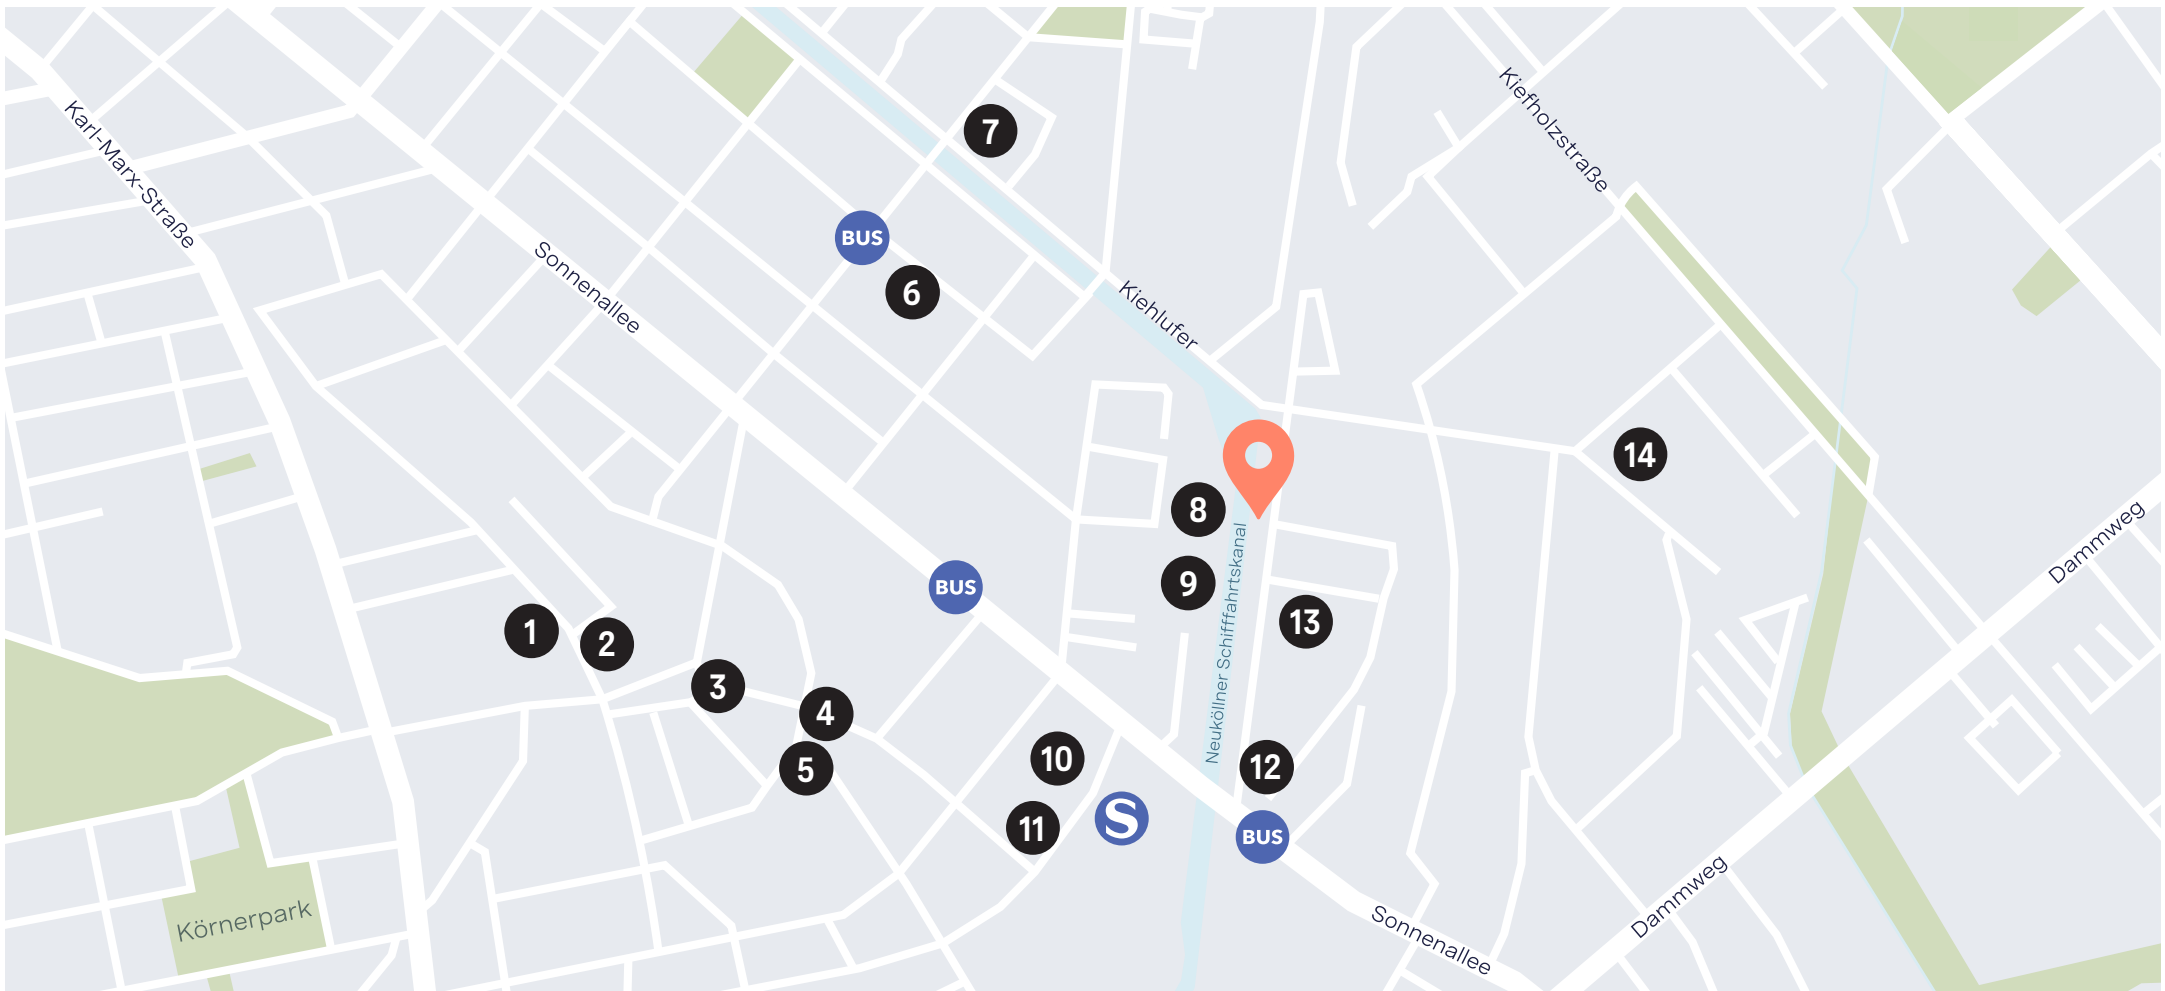 Kiefholzstraße
Karl-Marx-Straße
7
BUS
Sonnenallee
6
Kiehlufer
14
8
Dammweg
Neuköllner Schifffahrtskanal
BUS
9
13
1
2
3
4
10
5
12
S
11
BUS
Dammweg
Körnerpark
Sonnenallee